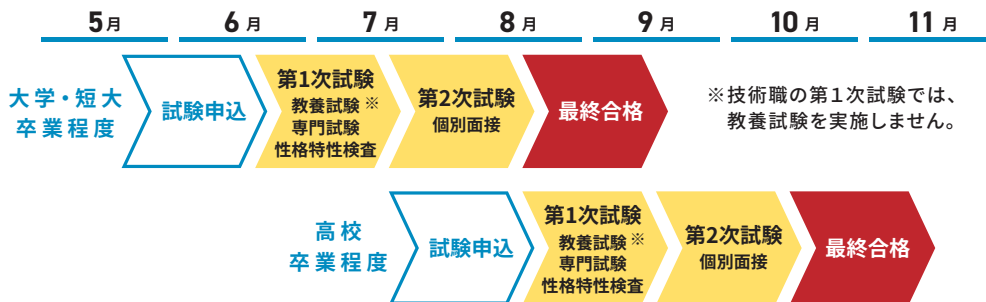 5月 6月 7月 8月 9月 10月 11月
大学・短大
卒業程度
試験申込
第1次試験
教養試験※
専門試験
性格特性検査
第2次試験
個別面接
最終合格
※技術職の第1次試験では、
教養試験を実施しません。
高校
卒業程度
試験申込
第1次試験
教養試験※
専門試験
性格特性検査
第2次試験
個別面接
最終合格